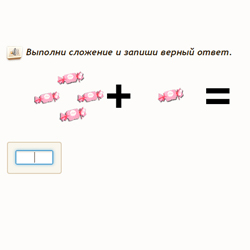 Выполни сложение и запиши верный ответ.
+ =